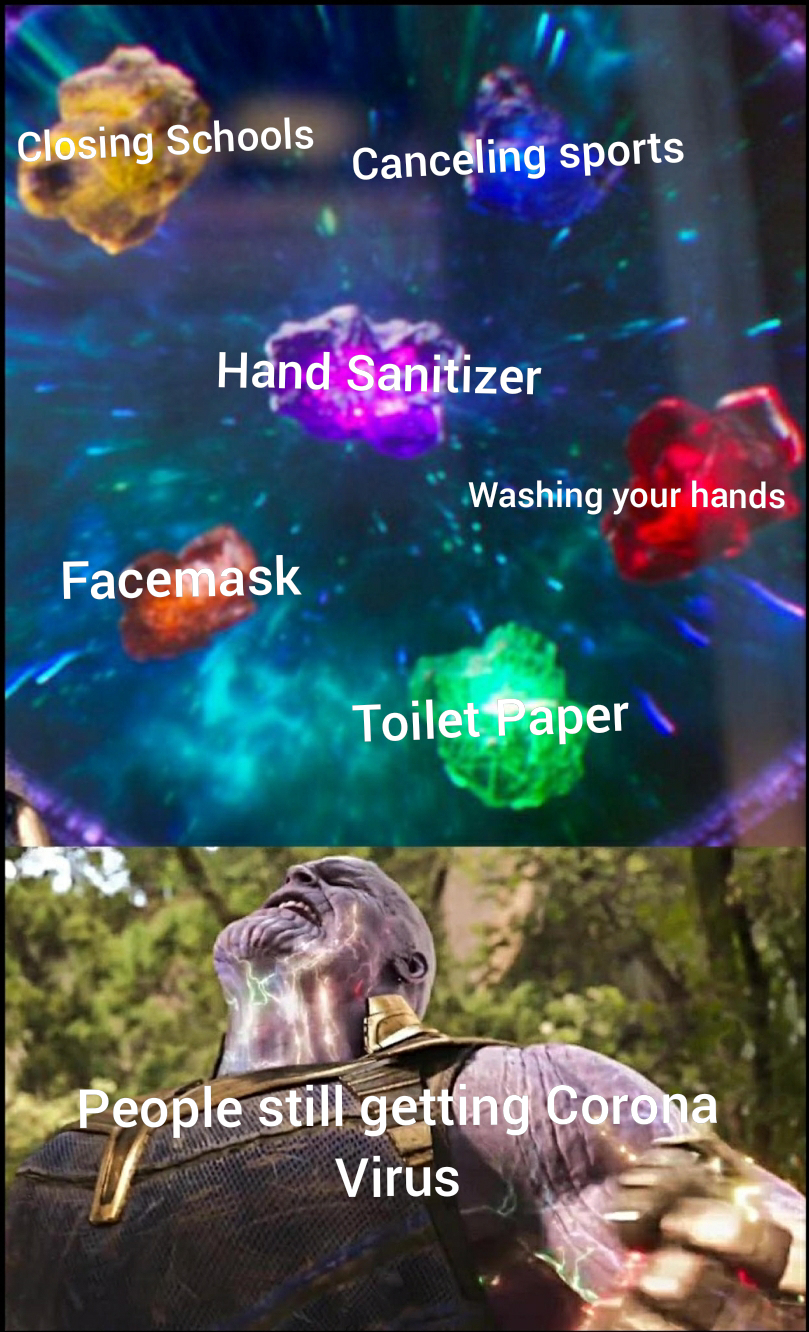 Closing Schools
Canceling sports
Hand Sanitizer
Washing your hands
Facemask
Toilet Paper
People still getting Corona
Virus